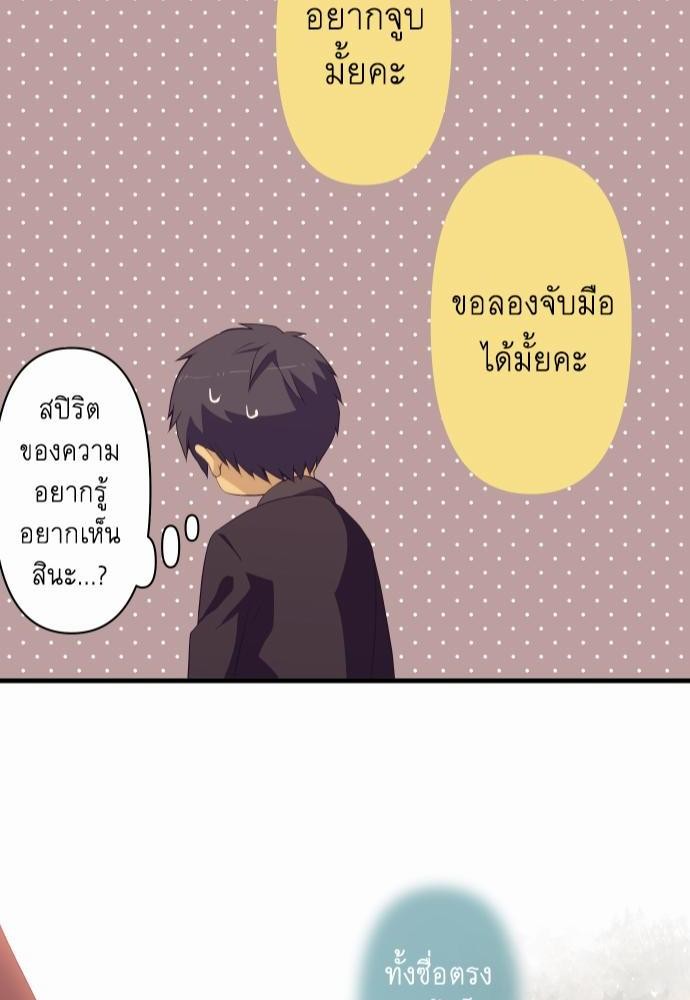 อยากจูบ
มั้ยคะ
ขอลองจับมือ
ได้มั้ยคะ
สปิริต
ของความ
อยากรู้
อยากเห็น
สินะ...?
ทั้งซื่อตรง